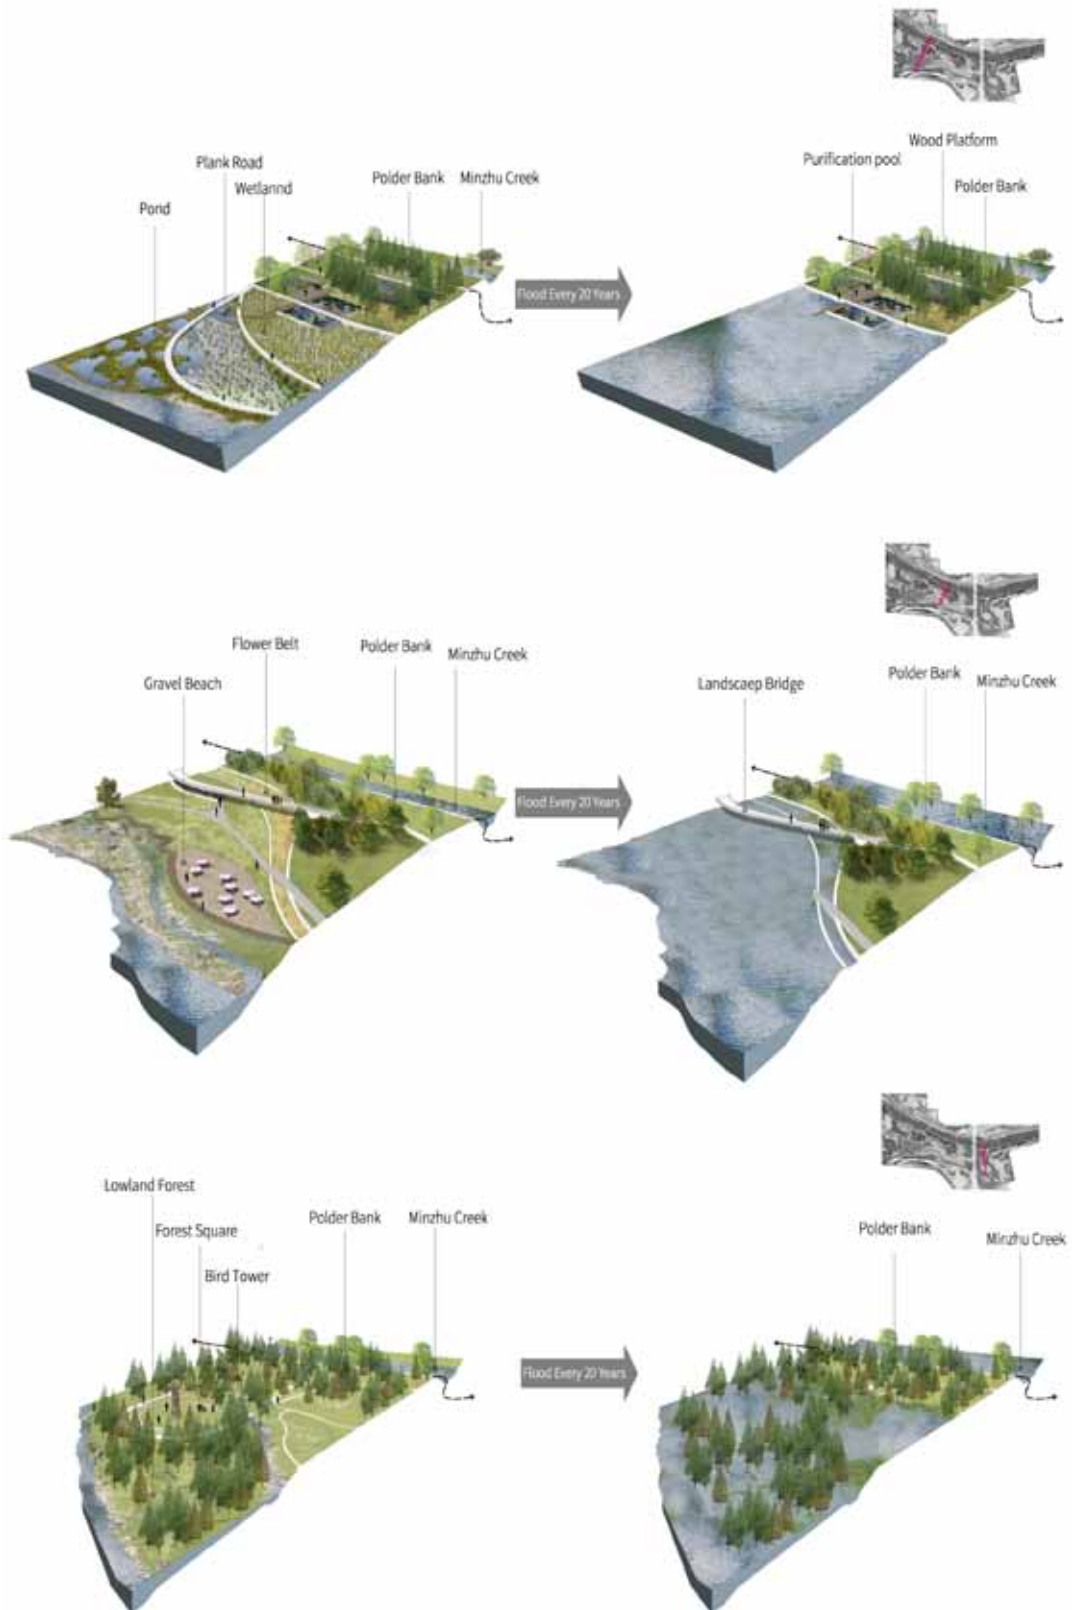 Plank Road
Wetlannd
Pond
Polder Bank
Minzhu Creek
Flood Every 20 Years
Wood Platform
Purification pool
Polder Bank
Flower Belt
Gravel Beach
Polder Bank
Minzhu Creek
Flood Every 20 Years
Landscaep Bridge
Polder Bank
Minzhu Creek
Lowland Forest
Forest Square
Bird Tower
Polder Bank
Minzhu Creek
Flood Every 20 Years
Polder Bank
Minzhu Creek